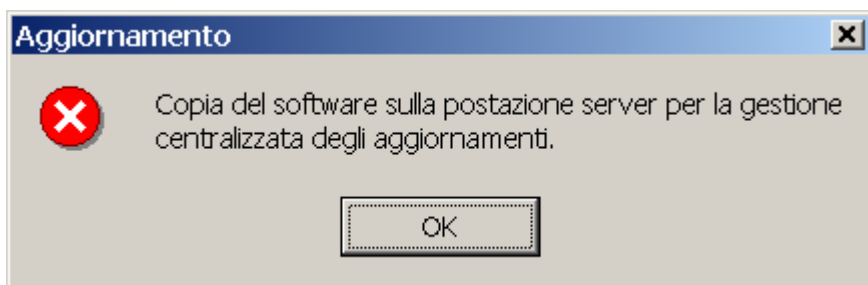 Aggiornamento
Copia del software sulla postazione server per la gestione
centralizzata degli aggiornamenti.
OK